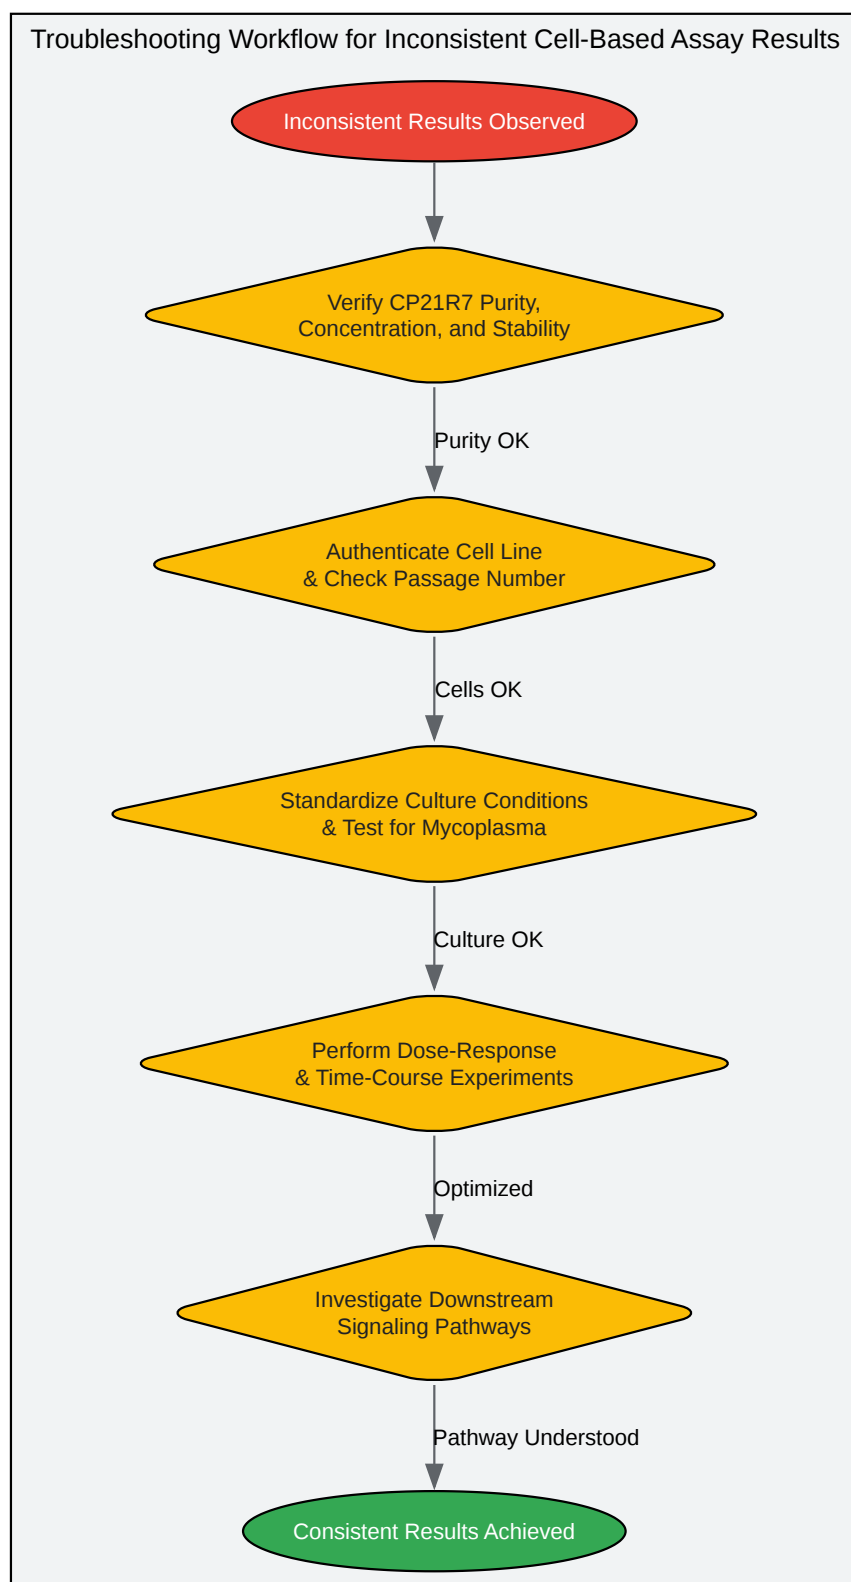 Troubleshooting Workflow for Inconsistent Cell-Based Assay Results
Inconsistent Results Observed
Verify CP21R7 Purity,
Concentration, and Stability
Purity OK
Authenticate Cell Line
& Check Passage Number
Cells OK
Standardize Culture Conditions
& Test for Mycoplasma
Culture OK
Perform Dose-Response
& Time-Course Experiments
Optimized
Investigate Downstream
Signaling Pathways
Pathway Understood
Consistent Results Achieved